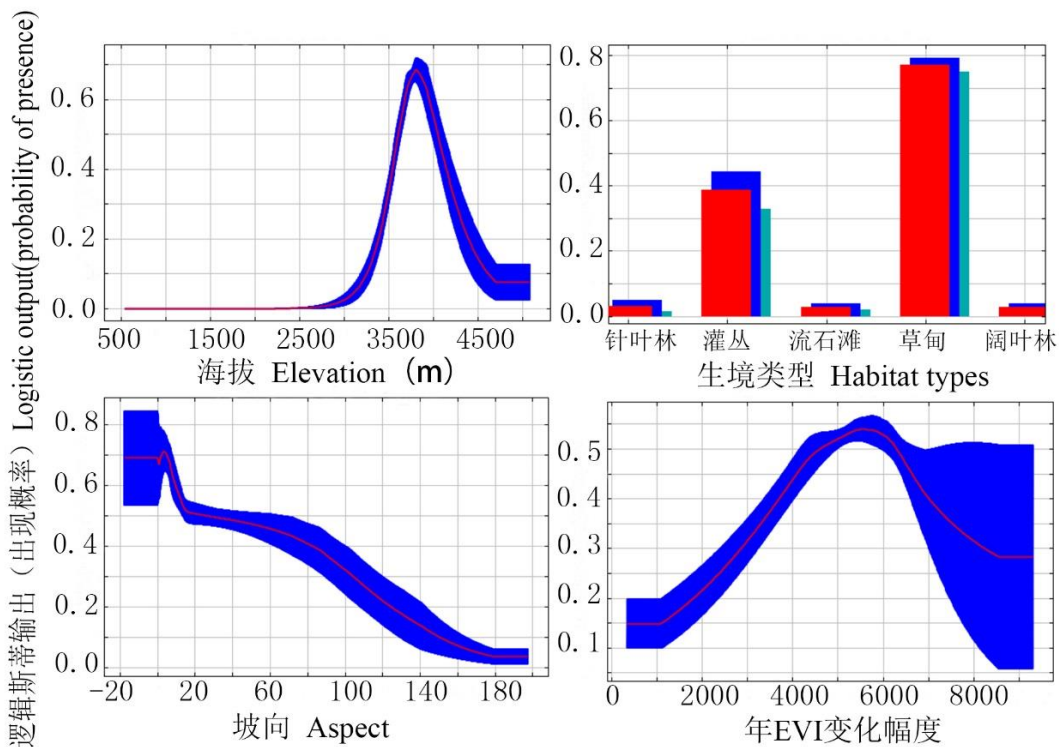 逻辑斯蒂输出（出现概率）Logistic output(probability of presence)
0.6
0.4
0.2
0.0
500 1500 2500 3500 4500
海拔 Elevation (m)
0.8
0.6
0.4
0.2
0.0
针叶林 灌丛 流石滩 草甸 阔叶林
生境类型 Habitat types
0.8
0.6
0.4
0.2
0.0
-20 20 60 100 140 180
坡向 Aspect
0.5
0.4
0.3
0.2
0.1
0 2000 4000 6000 8000
年EVI变化幅度